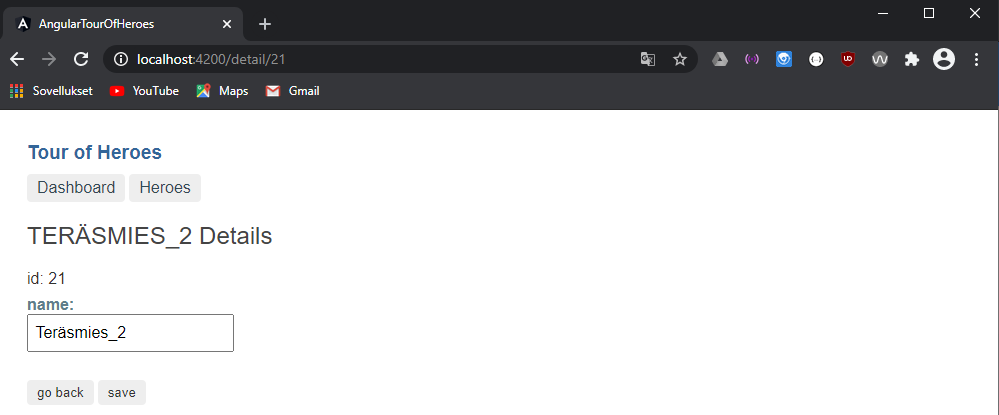 AngularTourOfHeroes
localhost:4200/detail/21
Sovellukset YouTube Maps Gmail
Tour of Heroes
Dashboard Heroes
TERÄSMIES_2 Details
id: 21
name:
Teräsmies_2
go back save